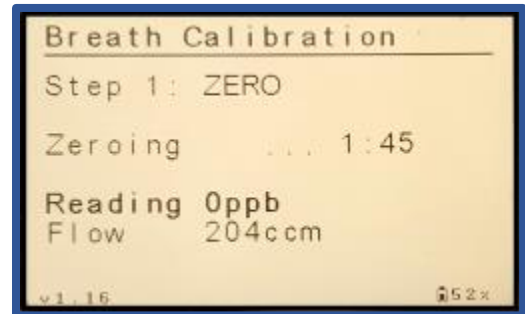 Breath Calibration
Step 1: ZERO
Zeroing ... 1:45
Reading 0ppb
Flow 204ccm
v1.16 52%